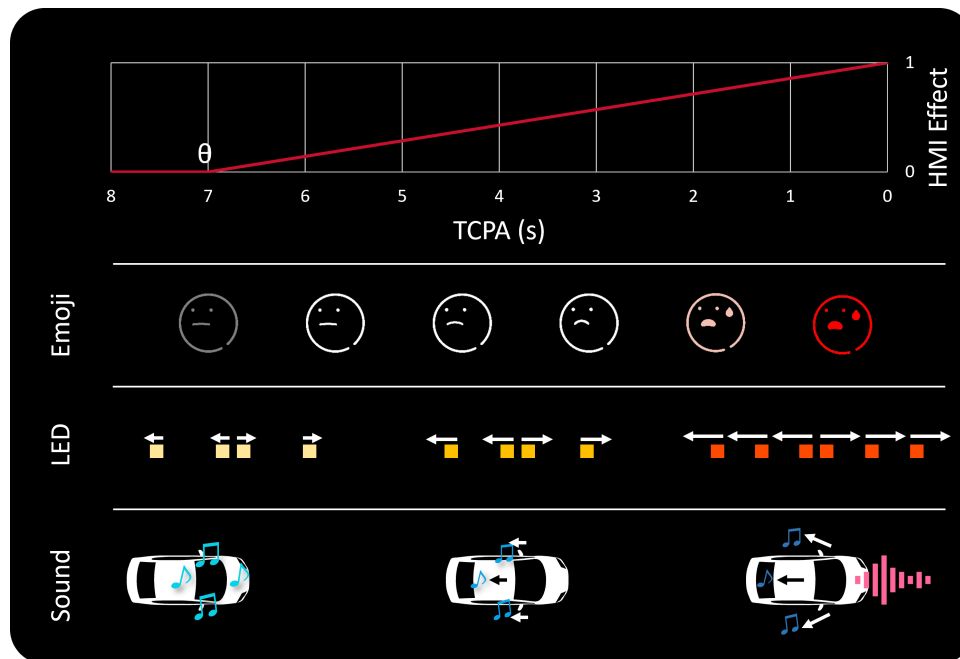 1
HMI Effect
θ
0
8 7 6 5 4 3 2 1 0
TCPA (s)
Emoji
LED
Sound